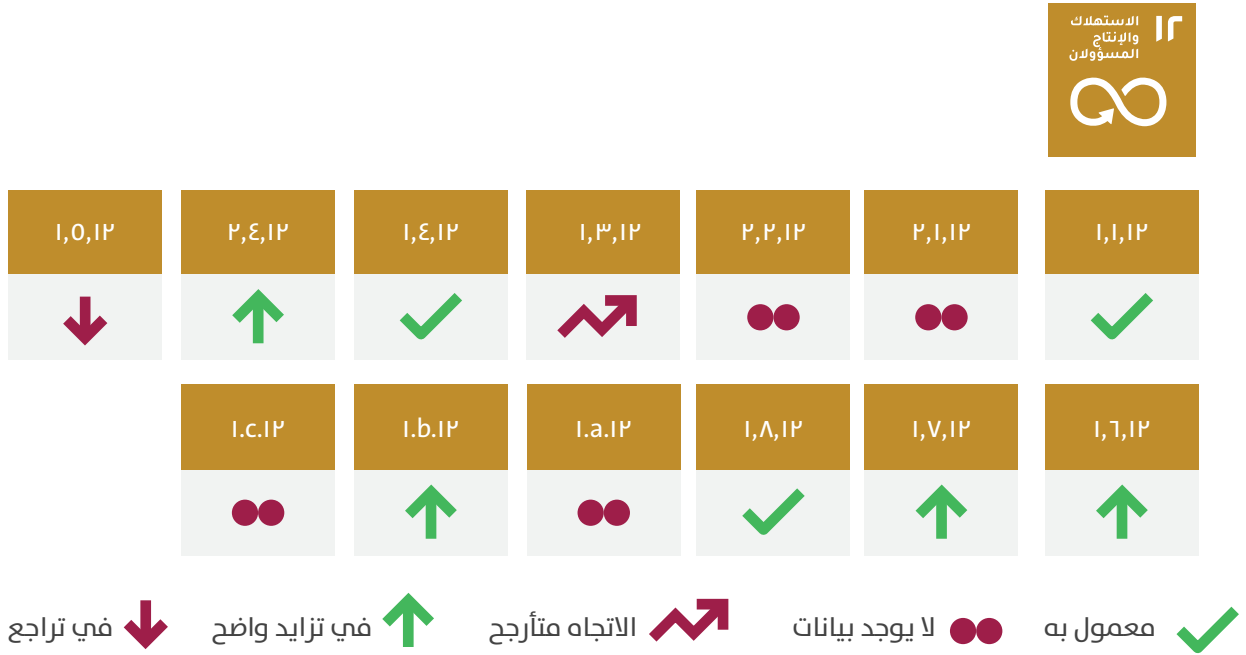 ١٢
الاستهلاك
والإنتاج
المسؤولان
١,١,١٢
٢,١,١٢
٢,٢,١٢
١,٣,١٢
١,٤,١٢
٢,٤,١٢
١,٥,١٢
١,٦,١٢
١,٧,١٢
١,٨,١٢
١.a.١٢
١.b.١٢
١.c.١٢
معمول به
لا يوجد بيانات
الاتجاه متأرجح
في تزايد واضح
في تراجع